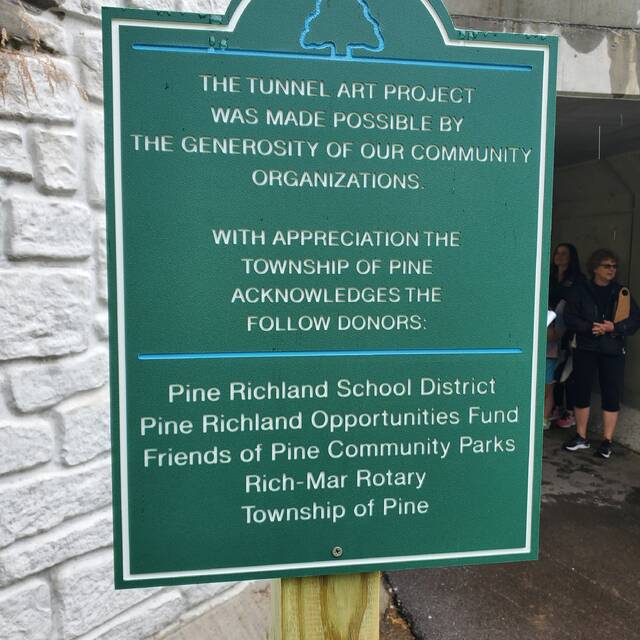 THE TUNNEL ART PROJECT
WAS MADE POSSIBLE BY
THE GENEROSITY OF OUR COMMUNITY
ORGANIZATIONS.
WITH APPRECIATION THE
TOWNSHIP OF PINE
ACKNOWLEDGES THE
FOLLOW DONORS:
Pine Richland School District
Pine Richland Opportunities Fund
Friends of Pine Community Parks
Rich-Mar Rotary
Township of Pine